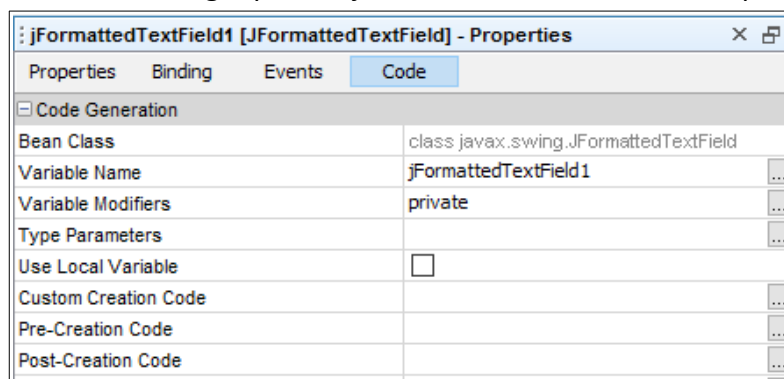 jFormattedTextField1 [JFormattedTextField] - Properties
Properties Binding Events Code
Code Generation
Bean Class class javax.swing.JFormattedTextField
Variable Name jFormattedTextField1 ...
Variable Modifiers private ...
Type Parameters ...
Use Local Variable
Custom Creation Code ...
Pre-Creation Code ...
Post-Creation Code ...